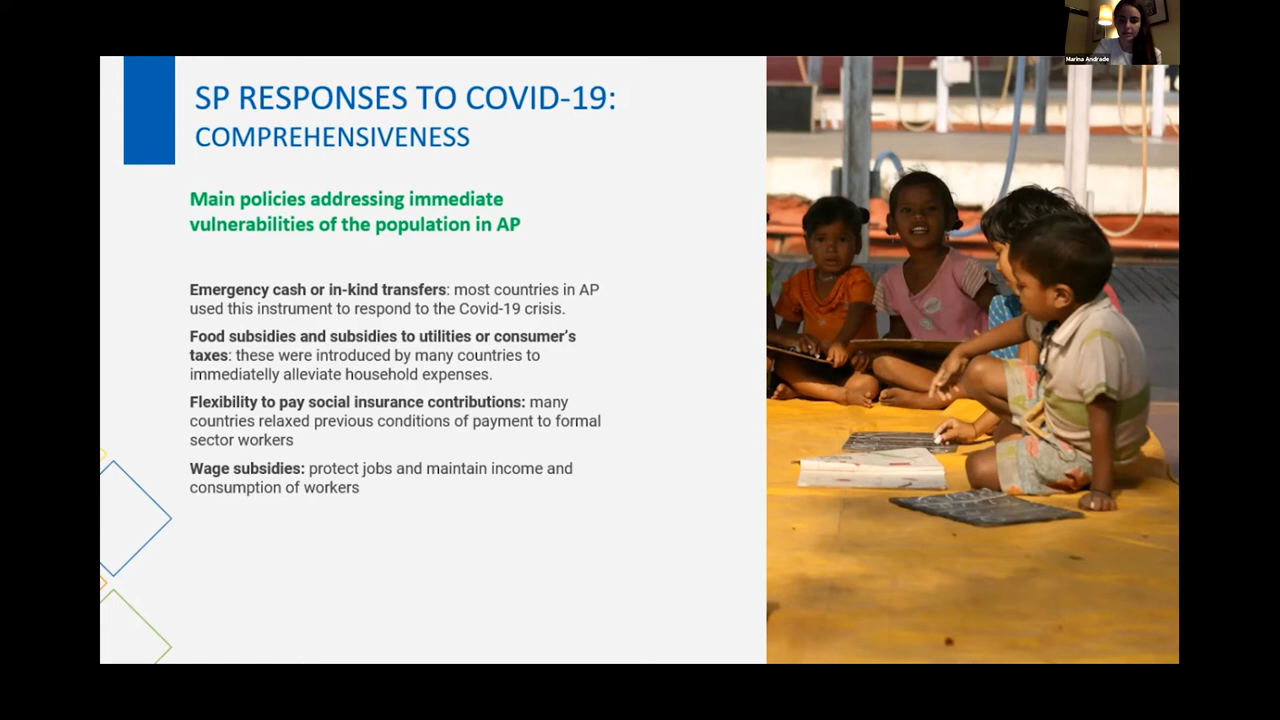 Marina Andrade
SP RESPONSES TO COVID-19:
COMPREHENSIVENESS
Main policies addressing immediate
vulnerabilities of the population in AP
Emergency cash or in-kind transfers: most countries in AP
used this instrument to respond to the Covid-19 crisis.
Food subsidies and subsidies to utilities or consumer's
taxes: these were introduced by many countries to
immediatelly alleviate household expenses.
Flexibility to pay social insurance contributions: many
countries relaxed previous conditions of payment to formal
sector workers
Wage subsidies: protect jobs and maintain income and
consumption of workers